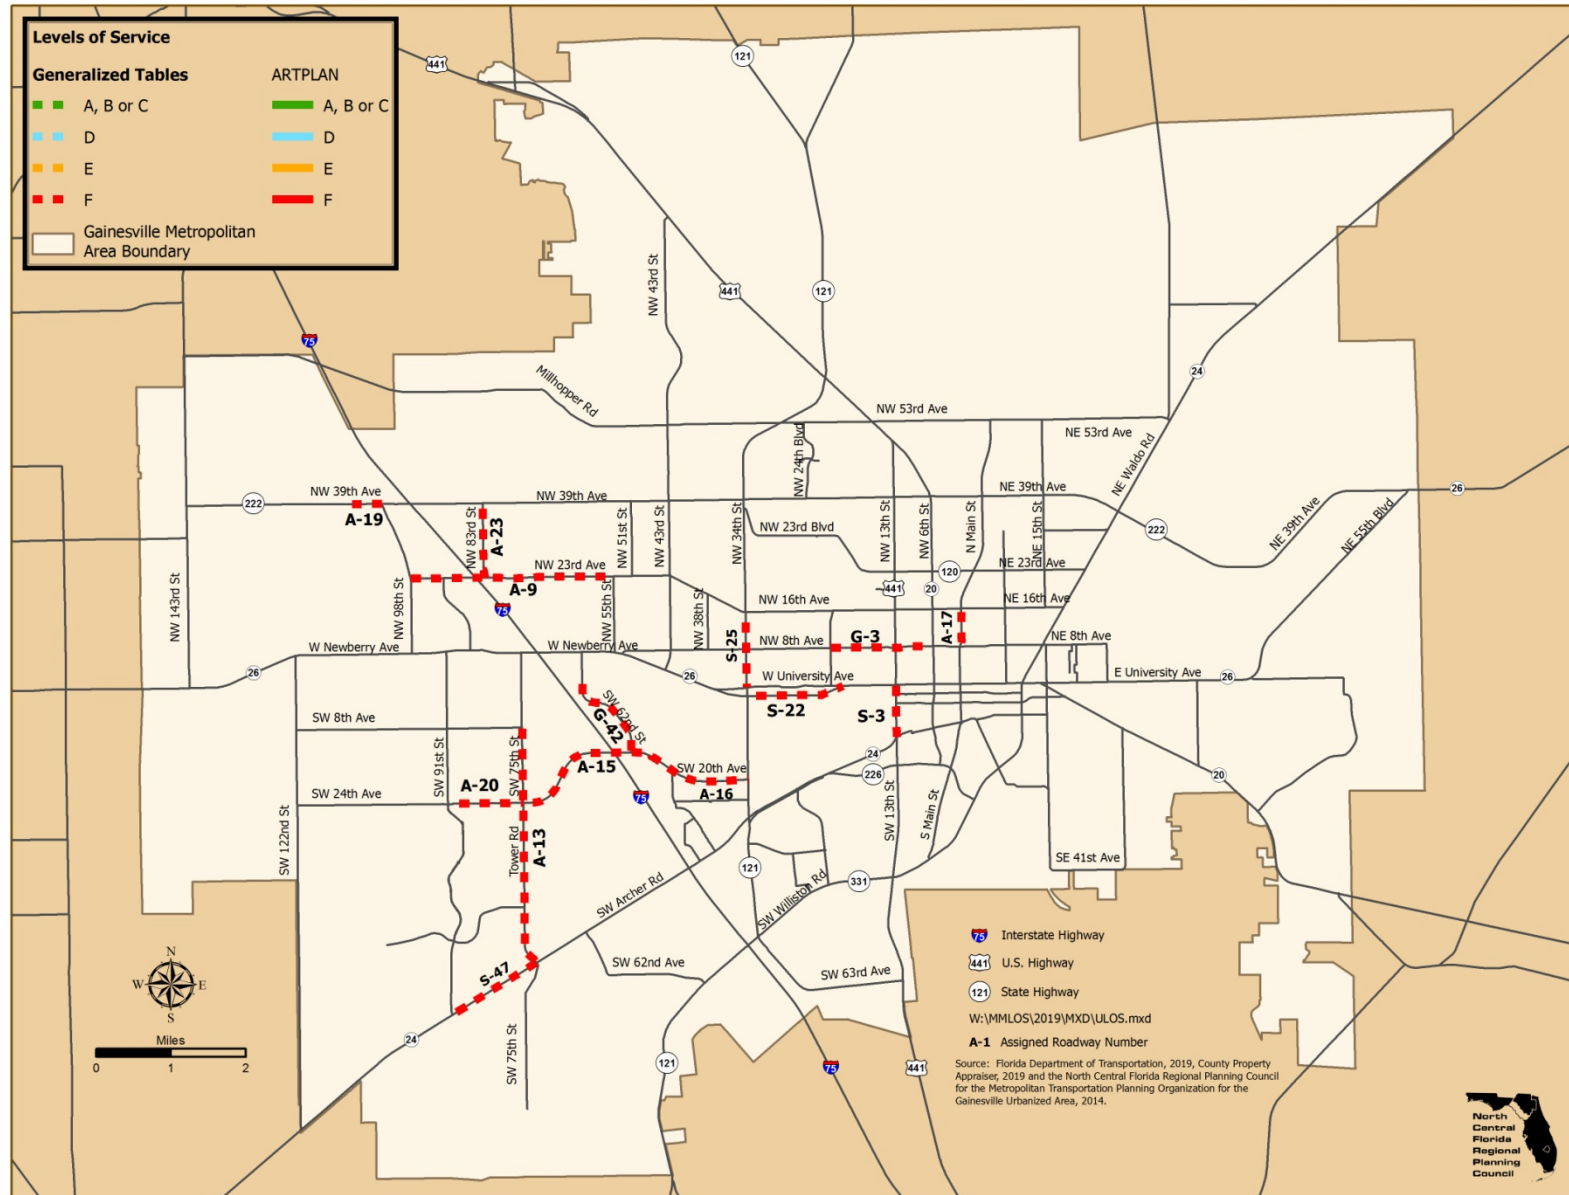 Levels of Service
Generalized Tables
ARTPLAN
A, B or C
A, B or C
D
D
E
E
F
F
Gainesville Metropolitan
Area Boundary
441
121
441
121
75
24
NW 43rd St
Millhopper Rd
NW 53rd Ave
NE 53rd Ave
NW 24th Blvd
NE Waldo Rd
26
222
NW 39th Ave
A-19
NW 83rd St
A-23
NW 39th Ave
NW 51st St
NW 43rd St
NW 34th St
NW 23rd Blvd
NW 13th St
NW 6th St
N Main St
NE 39th Ave
NE 15th St
222
NE 39th Ave
NE 55th Blvd
NW 143rd St
NW 98th St
NW 23rd Ave
A-9
75
NW 55th St
NW 38th St
120
NE 23rd Ave
441
20
NW 16th Ave
NE 16th Ave
A-17
S-25
NW 8th Ave
G-3
NE 8th Ave
W Newberry Ave
W Newberry Ave
26
26
W University Ave
E University Ave
26
S-22
S-3
SW 62nd St
G-42
SW 8th Ave
SW 91st St
SW 75th St
A-15
SW 20th Ave
A-16
24
226
20
A-20
75
SW 24th Ave
SW 122nd St
Tower Rd
A-13
SW 13th St
S Main St
SE 41st Ave
121
331
SW Archer Rd
SW Williston Rd
S-47
SW 62nd Ave
SW 63rd Ave
24
SW 75th St
121
75
441
N
W
E
S
Miles
0
1
2
75
Interstate Highway
441
U.S. Highway
121
State Highway
W:\MMLOS\2019\MXD\ULOS.mxd
A-1 Assigned Roadway Number
Source: Florida Department of Transportation, 2019, County Property
Appraiser, 2019 and the North Central Florida Regional Planning Council
for the Metropolitan Transportation Planning Organization for the
Gainesville Urbanized Area, 2014.
North
Central
Florida
Regional
Planning
Council